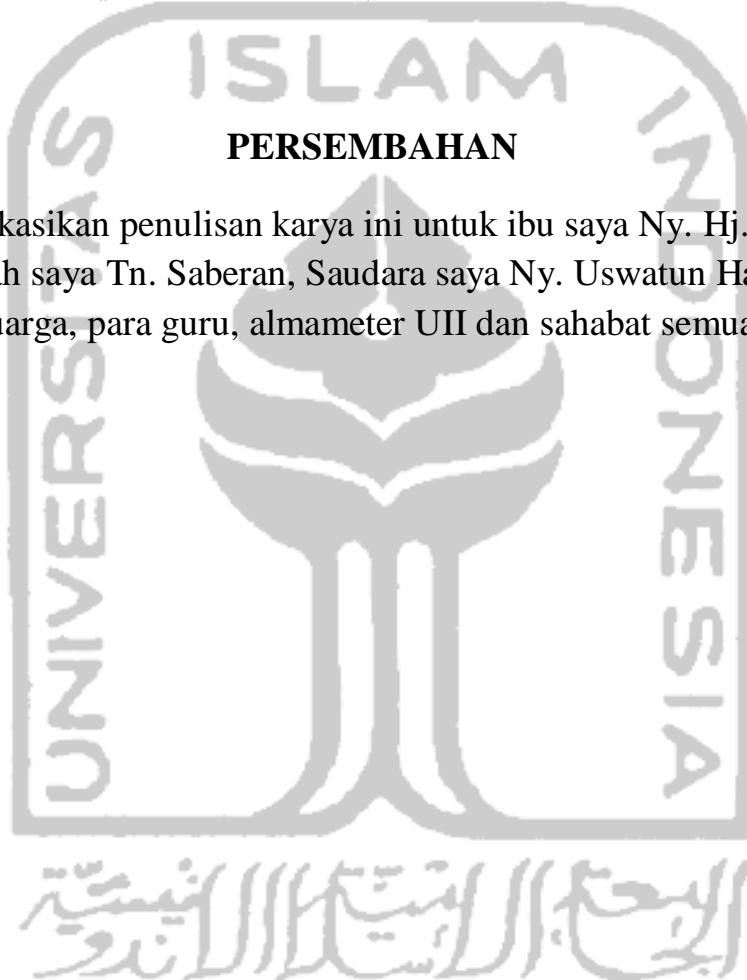 ISLAM
UNIVERSITAS
INDONESIA
PERSEMBAHAN
kasikan penulisan karya ini untuk ibu saya Ny. Hj.
ah saya Tn. Saberan, Saudara saya Ny. Uswatun Ha
uarga, para guru, almameter UII dan sahabat semua